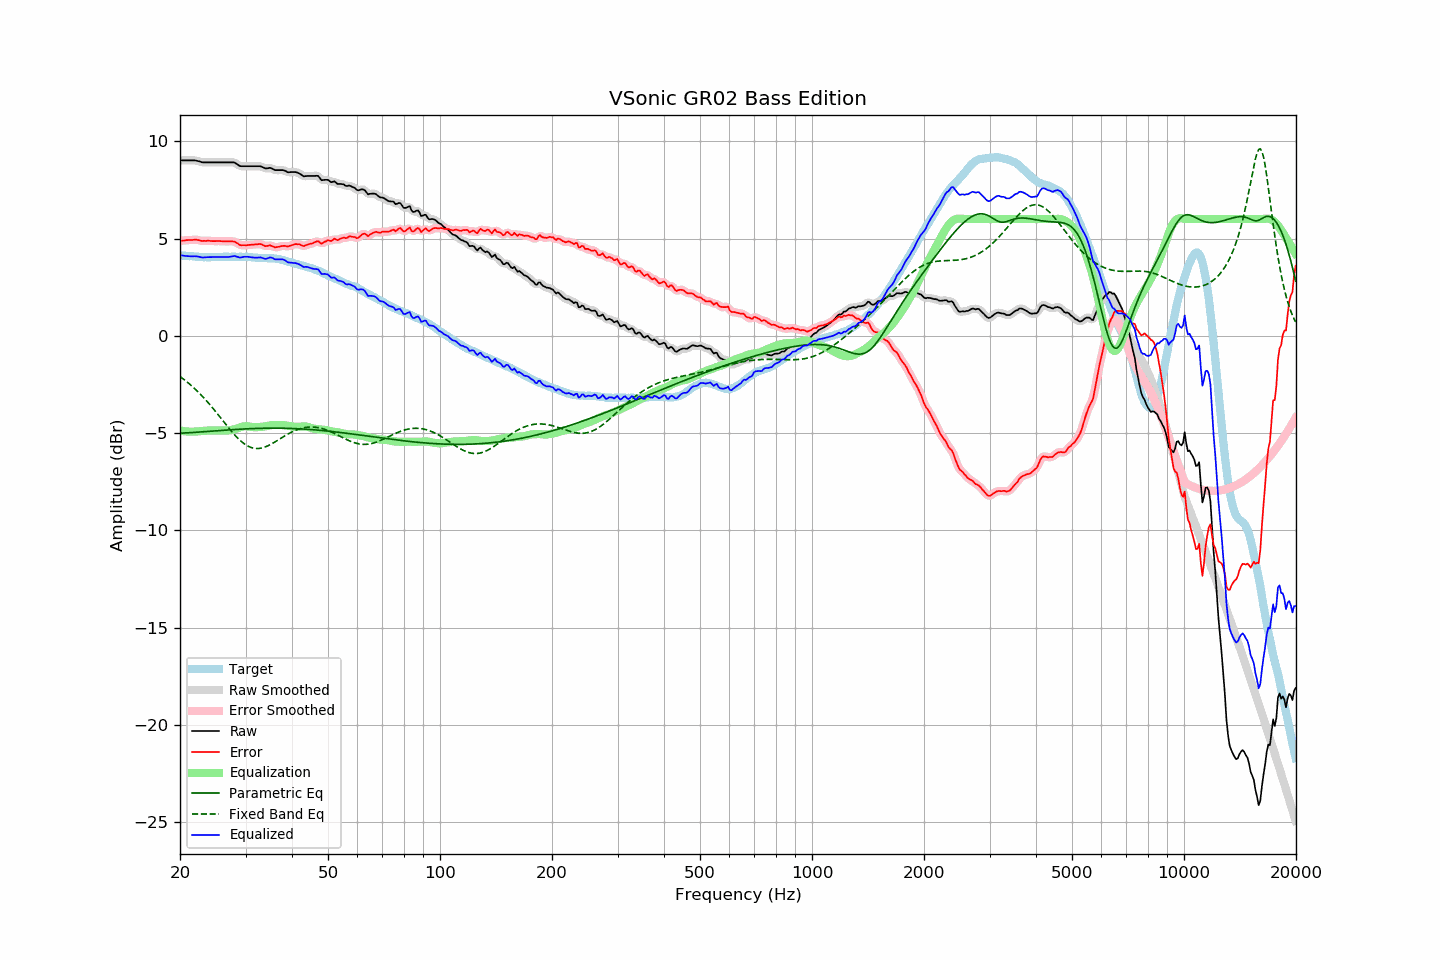 VSonic GR02 Bass Edition
Amplitude (dBr)
10
5
0
−5
−10
−15
−20
−25
Target
Raw Smoothed
Error Smoothed
Raw
Error
Equalization
Parametric Eq
Fixed Band Eq
Equalized
20 50 100 200 500 1000 2000 5000 10000 20000
Frequency (Hz)